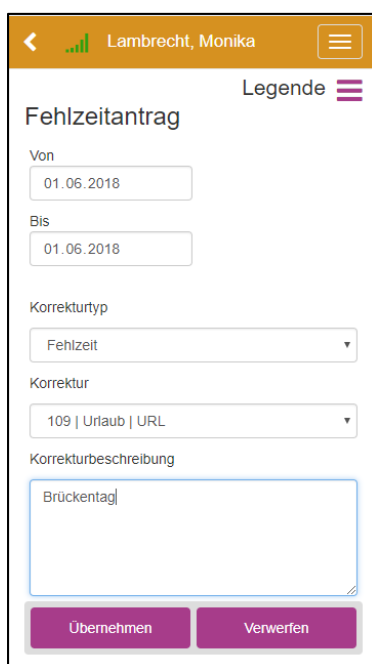 Lambrecht, Monika
Legende
Fehlzeitantrag
Von
01.06.2018
Bis
01.06.2018
Korrekturtyp
Fehlzeit
Korrektur
109 | Urlaub | URL
Korrekturbeschreibung
Brückentag
Übernehmen Verwerfen